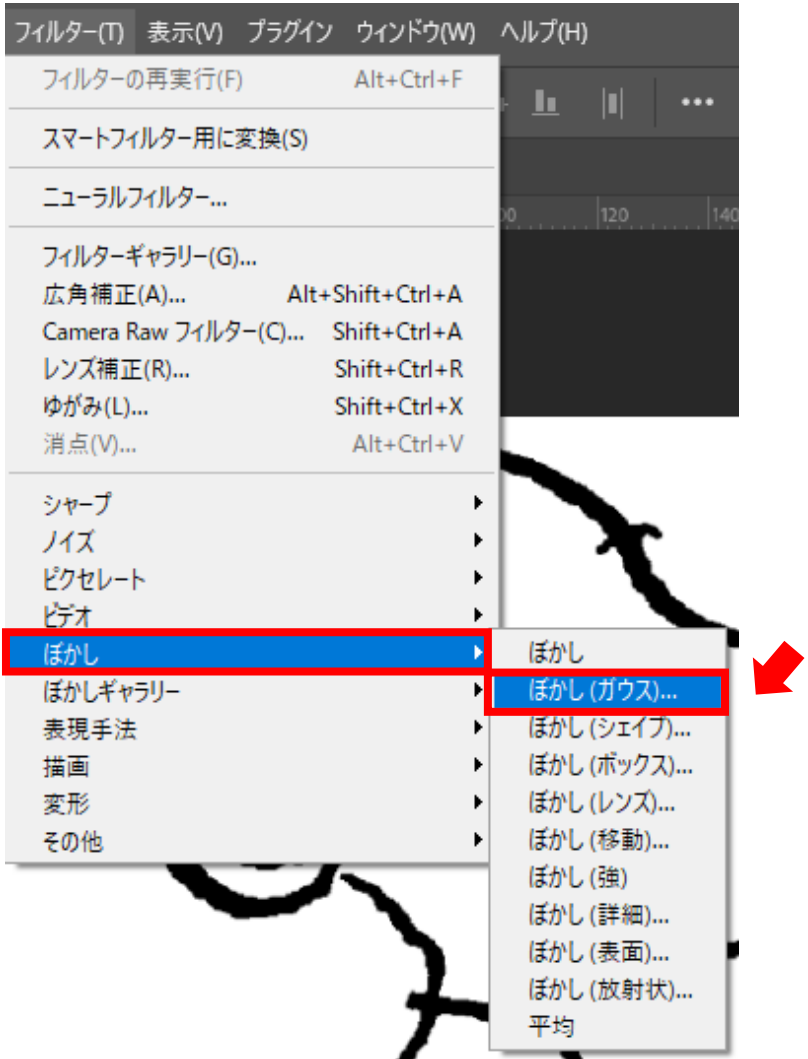 フィルター(T) 表示(V) プラグイン ウィンドウ(W) ヘルプ(H)
フィルターの再実行(F) Alt+Ctrl+F
スマートフィルター用に変換(S)
ニューラルフィルター...
フィルターギャラリー(G)...
広角補正(A)... Alt+Shift+Ctrl+A
Camera Raw フィルター(C)... Shift+Ctrl+A
レンズ補正(R)... Shift+Ctrl+R
ゆがみ(L)... Shift+Ctrl+X
消点(V)... Alt+Ctrl+V
シャープ
ノイズ
ピクセレート
ビデオ
ぼかし
ぼかしギャラリー
表現手法
描画
変形
その他
ぼかし
ぼかし (ガウス)...
ぼかし (シェイプ)...
ぼかし (ボックス)...
ぼかし (レンズ)...
ぼかし (移動)...
ぼかし (強)
ぼかし (詳細)...
ぼかし (表面)...
ぼかし (放射状)...
平均
120 140